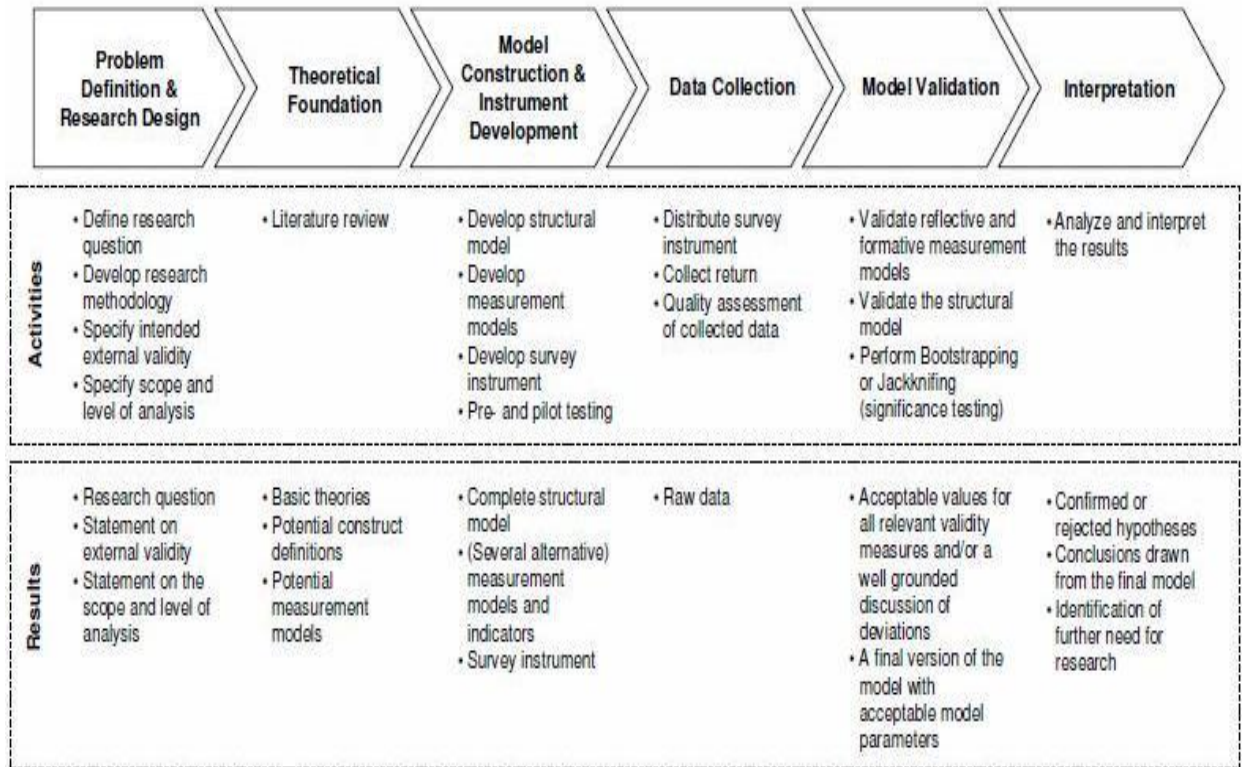 Problem
Definition &
Research Design
Theoretical
Foundation
Model
Construction &
Instrument
Development
Data Collection
Model Validation
Interpretation
Activities
• Define research
question
• Develop research
methodology
• Specify intended
external validity
• Specify scope and
level of analysis
• Literature review
• Develop structural
model
• Develop
measurement
models
• Develop survey
instrument
• Pre- and pilot testing
• Distribute survey
instrument
• Collect return
• Quality assessment
of collected data
• Validate reflective and
formative measurement
models
• Validate the structural
model
• Perform Bootstrapping
or Jackknifing
(significance testing)
• Analyze and interpret
the results
Results
• Research question
• Statement on
external validity
• Statement on the
scope and level of
analysis
• Basic theories
• Potential construct
definitions
• Potential
measurement
models
• Complete structural
model
• (Several alternative)
measurement
models and
indicators
• Survey instrument
• Raw data
• Acceptable values for
all relevant validity
measures and/or a
well grounded
discussion of
deviations
• A final version of the
model with
acceptable model
parameters
• Confirmed or
rejected hypotheses
• Conclusions drawn
from the final model
• Identification of
further need for
research